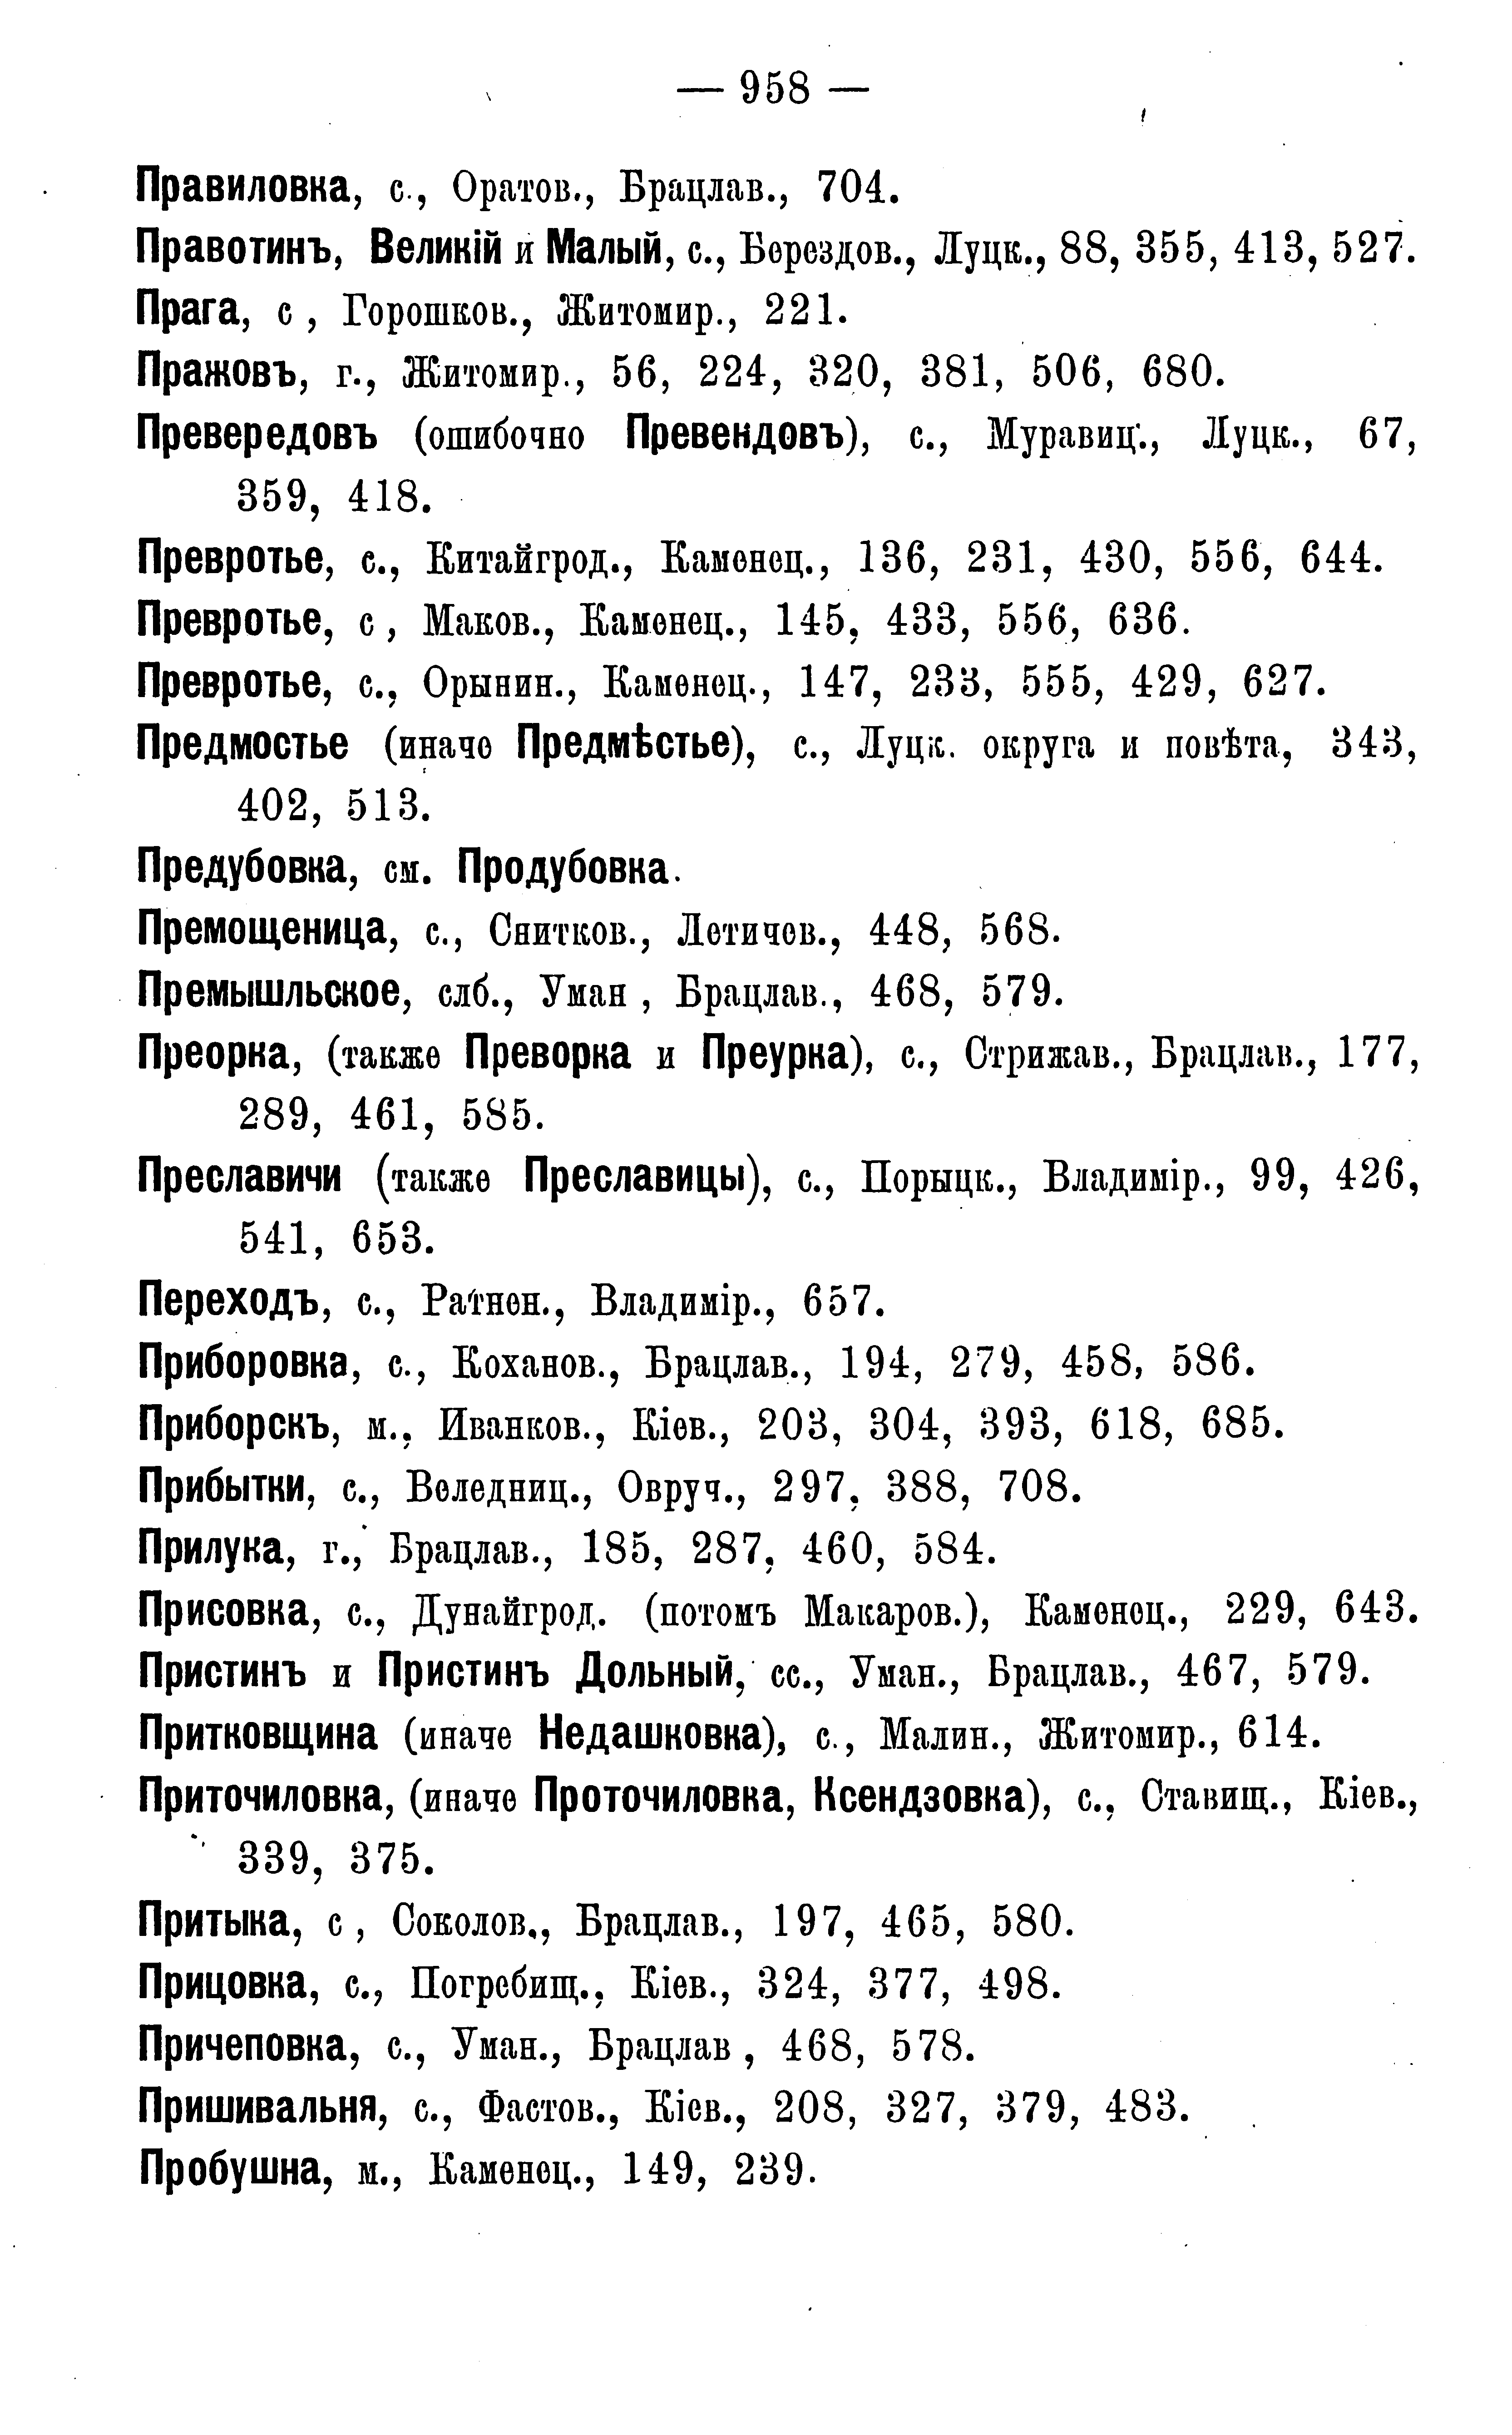 — 958 —
Правиловка, с., Оратов., Брацлав., 704.
Правотинъ, Великій и Малый, с., Берездов., Луцк., 88, 355, 413, 527.
Прага, с , Горошков., Житомир., 221.
Пражовъ, г., Житомир., 56, 224, 320, 381, 506, 680.
Превередовъ (ошибочно Превендовъ), с., Муравиц., Луцк., 67,
359, 418.
Превротье, с., Китайгрод., Каменец., 136, 231, 430, 556, 644.
Превротье, с , Маков., Каменец., 145, 433, 556, 636.
Превротье, с., Орынин., Каменец., 147, 233, 555, 429, 627.
Предмостье (иначе Предмѣстье), с., Луцк. округа и повѣта, 343,
402, 513.
Предубовка, см. Продубовка.
Премощеница, с., Снитков., Летичев., 448, 568.
Премышльское, слб., Уман , Брацлав., 468, 579.
Преорка, (также Преворка и Преурка), с., Стрижав., Брацлав., 177,
289, 461, 585.
Преславичи (также Преславицы), с., Порыцк., Владимір., 99, 426,
541, 653.
Переходъ, с., Ратнен., Владимір., 657.
Приборовка, с., Коханов., Брацлав., 194, 279, 458, 586.
Приборскъ, м., Иванков., Кіев., 203, 304, 393, 618, 685.
Прибытки, с., Веледниц., Овруч., 297, 388, 708.
Прилука, г., Брацлав., 185, 287, 460, 584.
Присовка, с., Дунайгрод. (потомъ Макаров.), Каменец., 229, 643.
Пристинъ и Пристинъ Дольный, сс., Уман., Брацлав., 467, 579.
Притковщина (иначе Недашковка), с., Малин., Житомир., 614.
Приточиловка, (иначе Проточиловка, Ксендзовка), с., Ставищ., Кіев.,
339, 375.
Притыка, с , Соколов., Брацлав., 197, 465, 580.
Прицовка, с., Погребищ., Кіев., 324, 377, 498.
Причеповка, с., Уман., Брацлав , 468, 578.
Пришивальня, с., Фастов., Кіев., 208, 327, 379, 483.
Пробушна, м., Каменец., 149, 239.